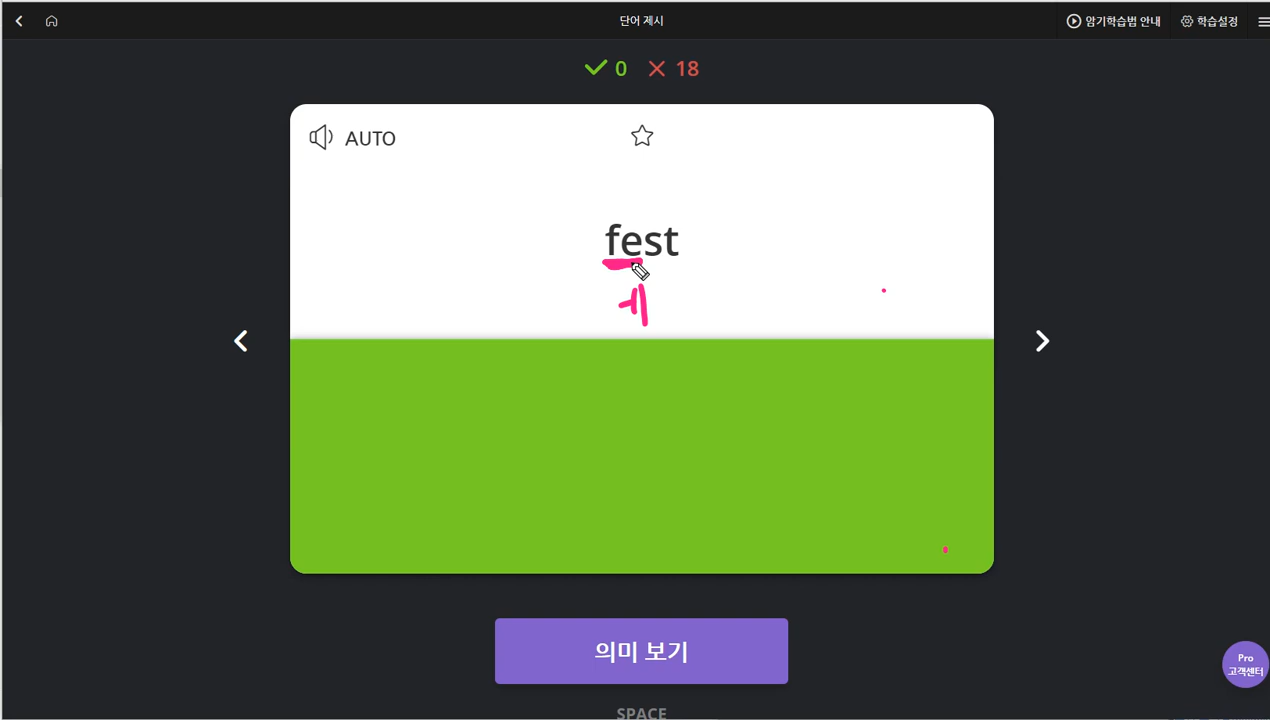 단어 제시
암기학습법 안내
학습설정
0
18
AUTO
fest
ㅔ
의미 보기
SPACE
Pro
고객센터